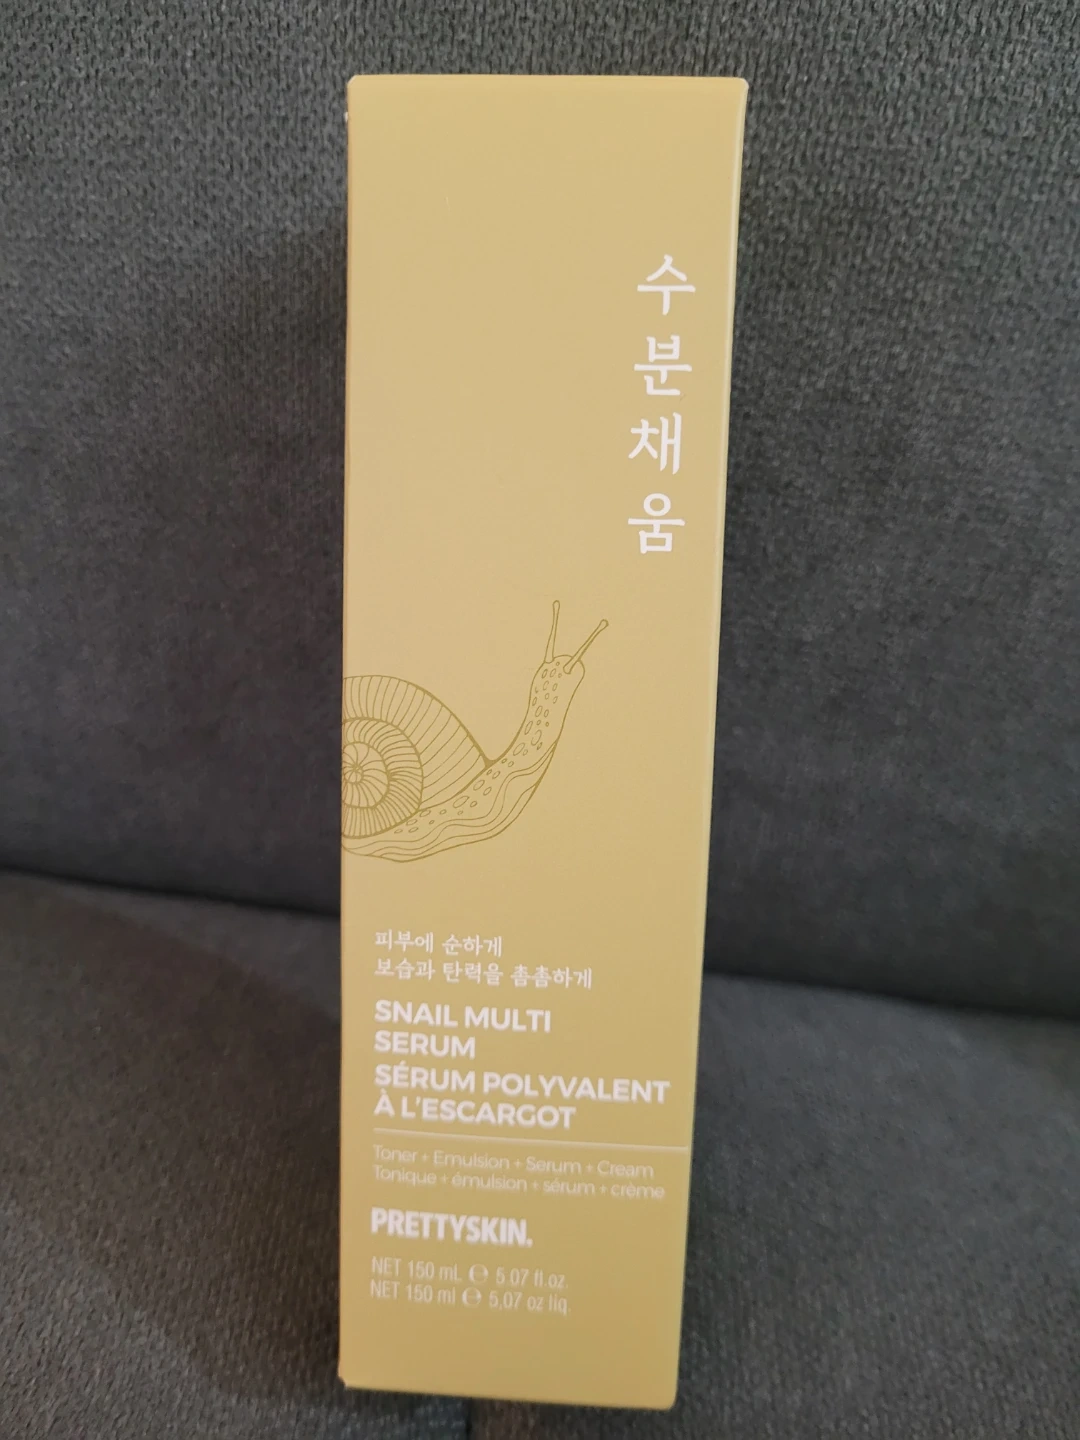 수분채움
피부에 순하게
보습과 탄력을 촘촘하게
SNAIL MULTI
SERUM
SÉRUM POLYVALENT
À L'ESCARGOT
Toner + Emulsion + Serum + Cream
Tonique + émulsion + sérum + crème
PRETTYSKIN.
NET 150 mL ℮ 5.07 fl.oz.
NET 150 ml ℮ 5,07 oz liq.